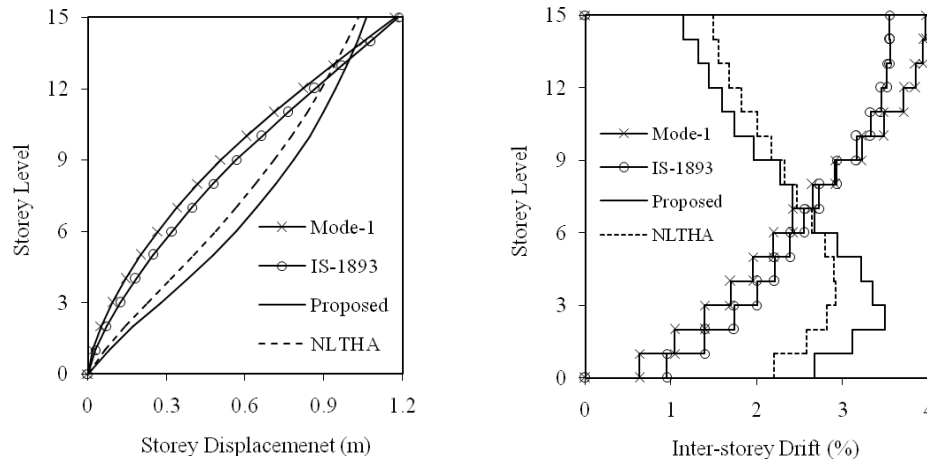 15
12
9
6
3
0
Storey Level
Mode-1
IS-1893
Proposed
NLTHA
0
0.3
0.6
0.9
1.2
Storey Displacemenet (m)
15
12
9
6
3
0
Storey Level
Mode-1
IS-1893
Proposed
NLTHA
0
1
2
3
4
Inter-storey Drift (%)